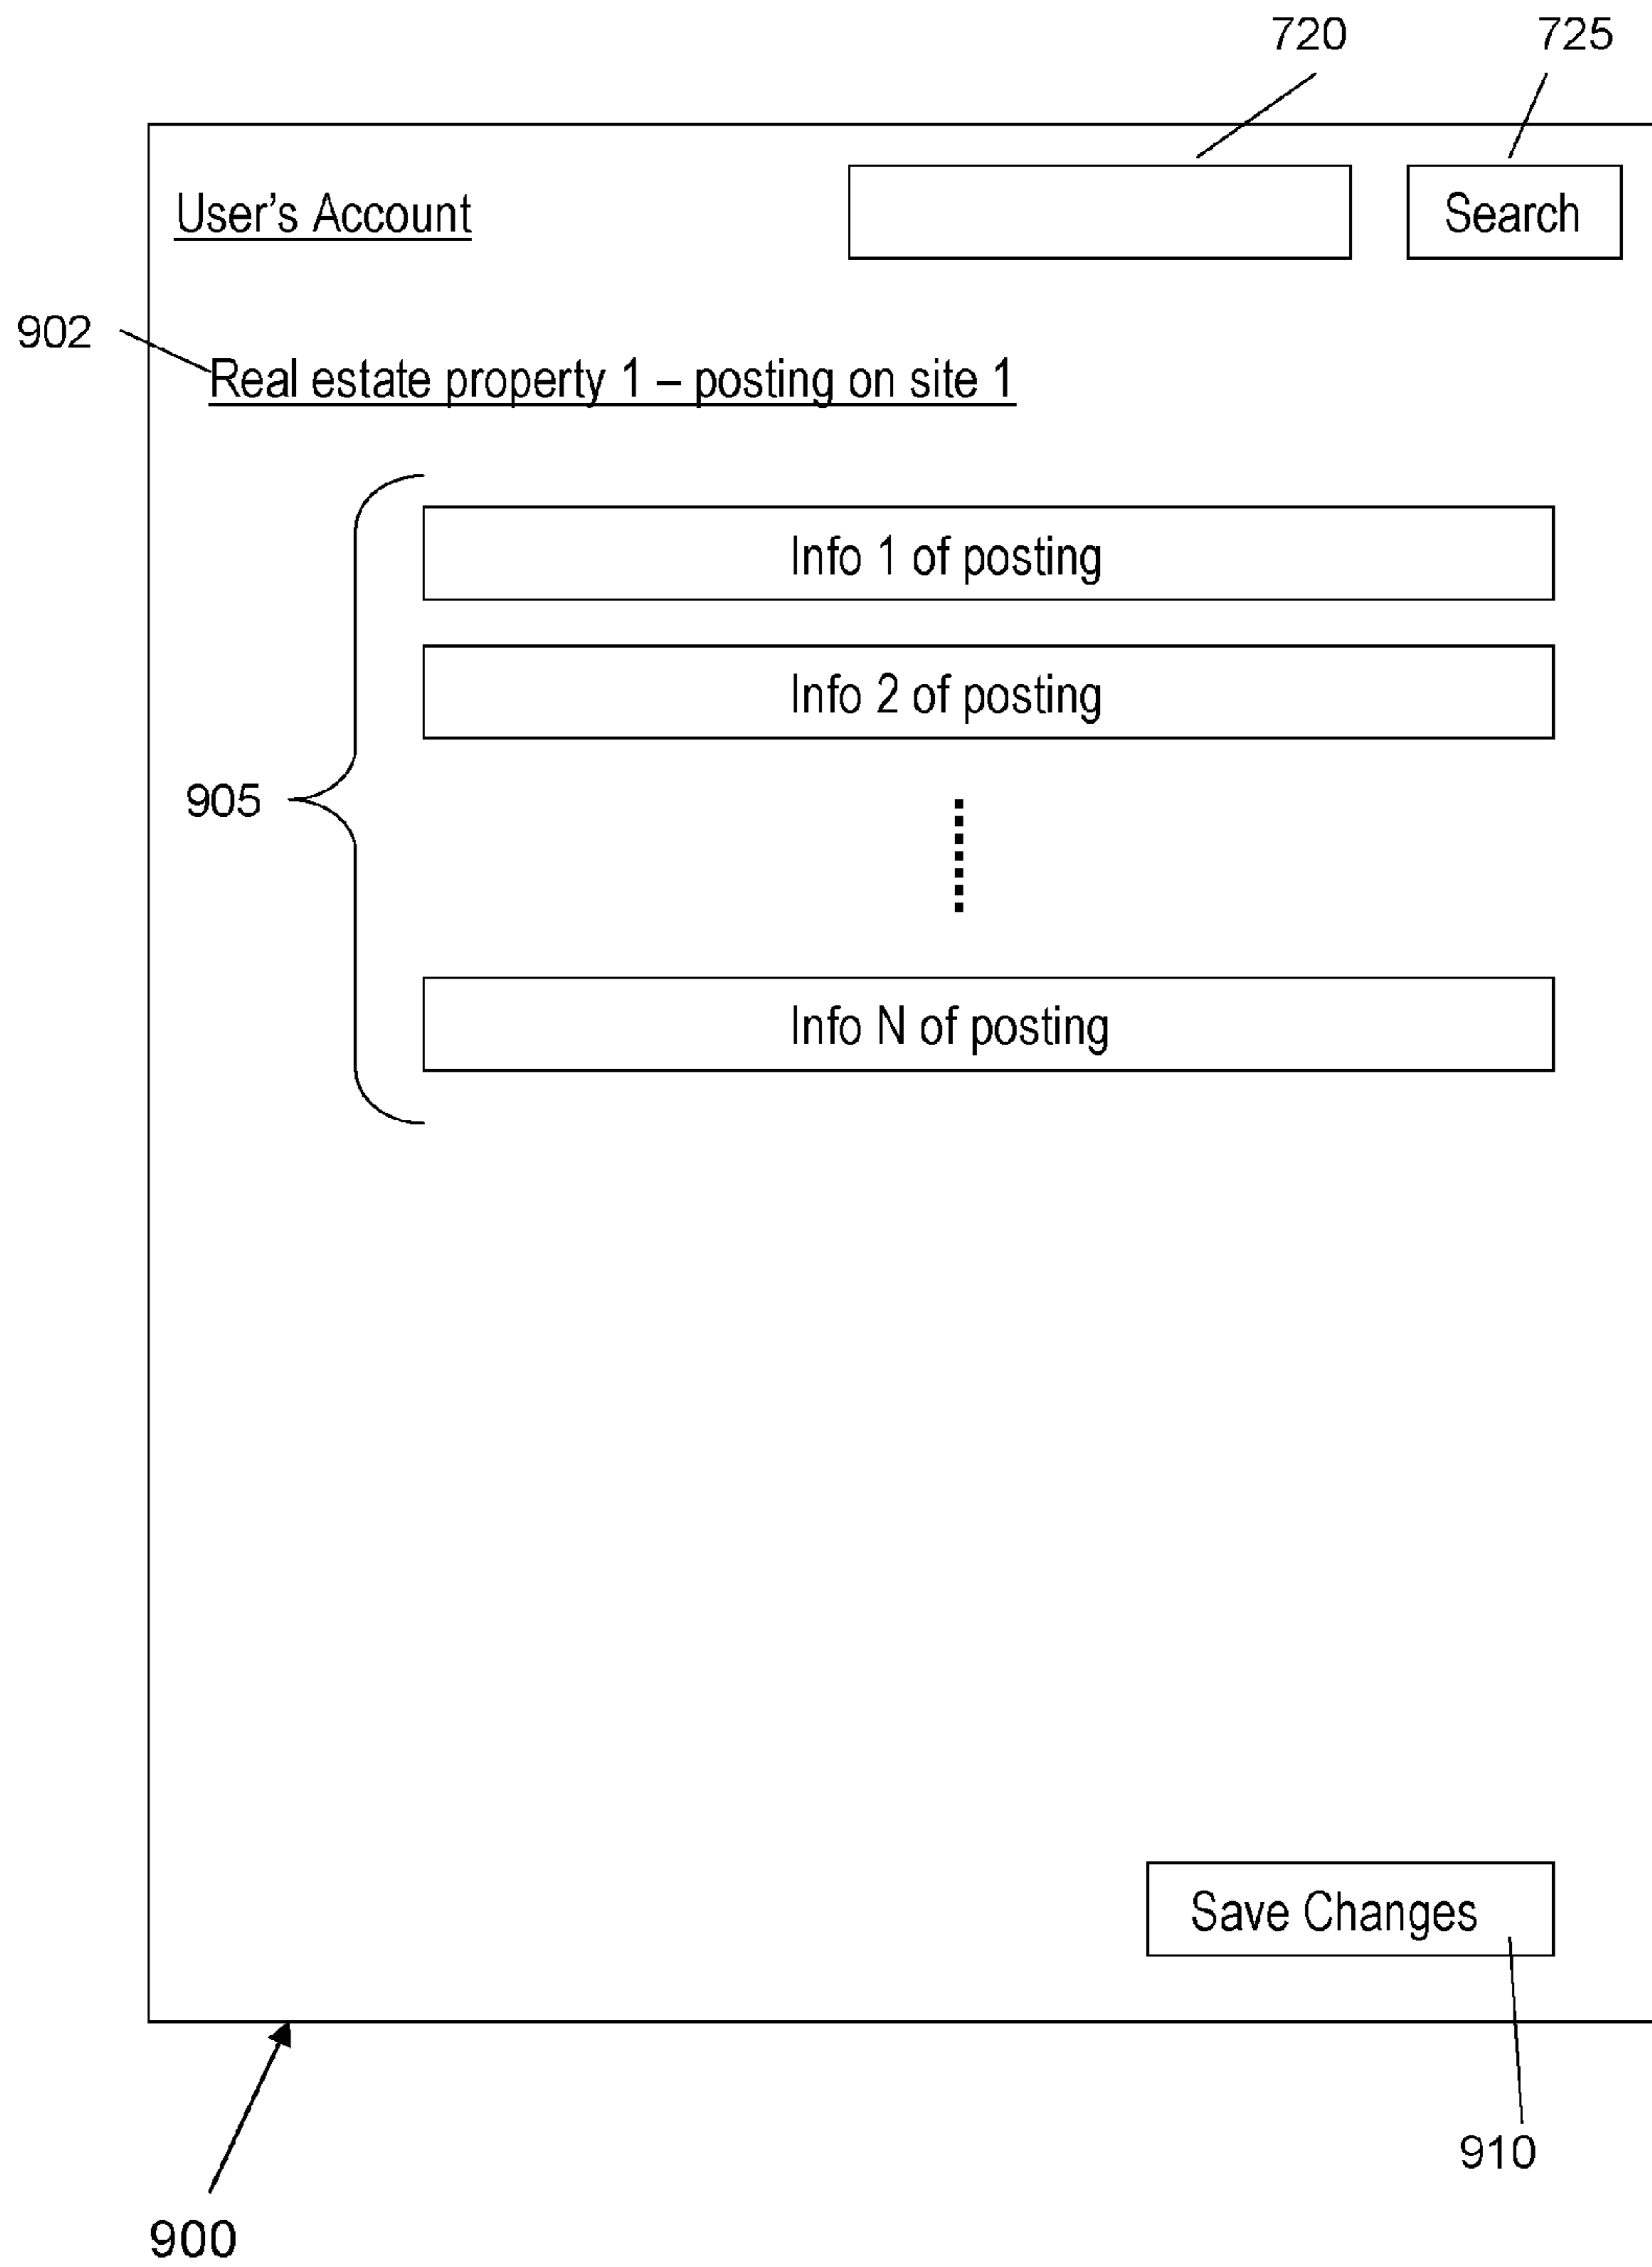 720 725
User's Account Search
902
Real estate property 1 – posting on site 1
Info 1 of posting
Info 2 of posting
905
Info N of posting
Save Changes
910
900